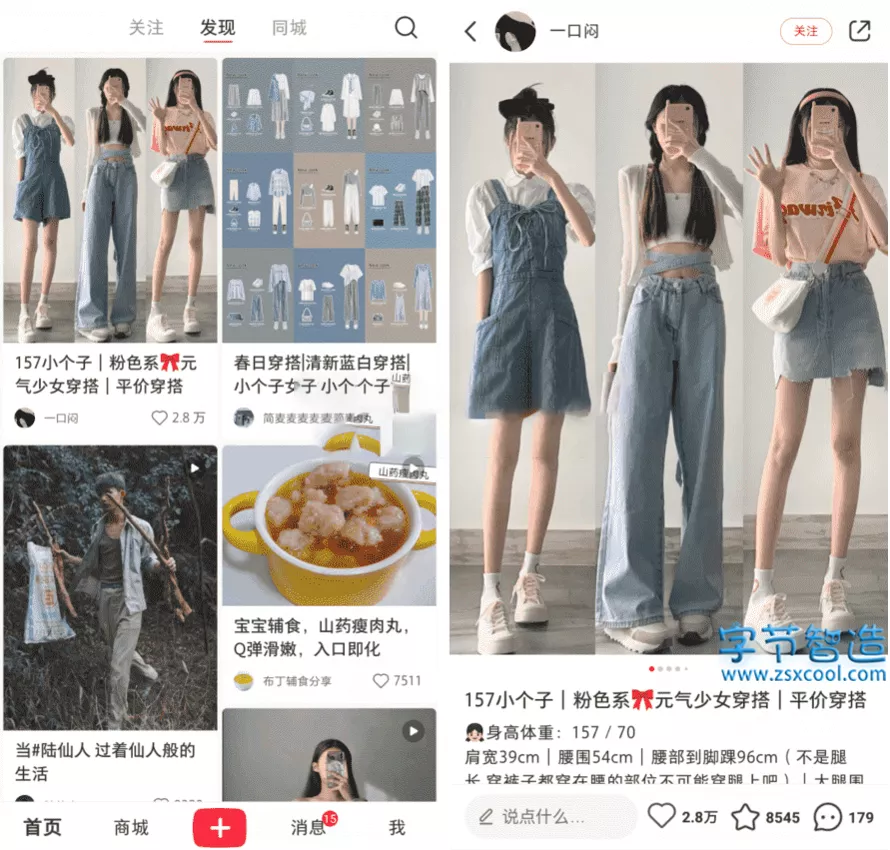 关注 发现 同城
157小个子｜粉色系🎀元
气少女穿搭｜平价穿搭
一口闷
2.8 万
春日穿搭|清新蓝白穿搭|
小个子女子 小个个子
山药
简麦麦麦麦麦简麦肉丸
山药瘦肉丸
当#陆仙人 过着仙人般的
生活
宝宝辅食，山药瘦肉丸，
Q弹滑嫩，入口即化
布丁辅食分享
7511
首页 商城 消息 15 我
一口闷
关注
字节智造
www.zsxcool.com
157小个子｜粉色系🎀元气少女穿搭｜平价穿搭
👧🏻身高体重：157 / 70
肩宽39cm｜腰围54cm｜腰部到脚踝96cm（不是腿
长 穿裤子都穿在腰的部位不可能穿腿上吧）｜大腿围
说点什么...
2.8万
8545
179